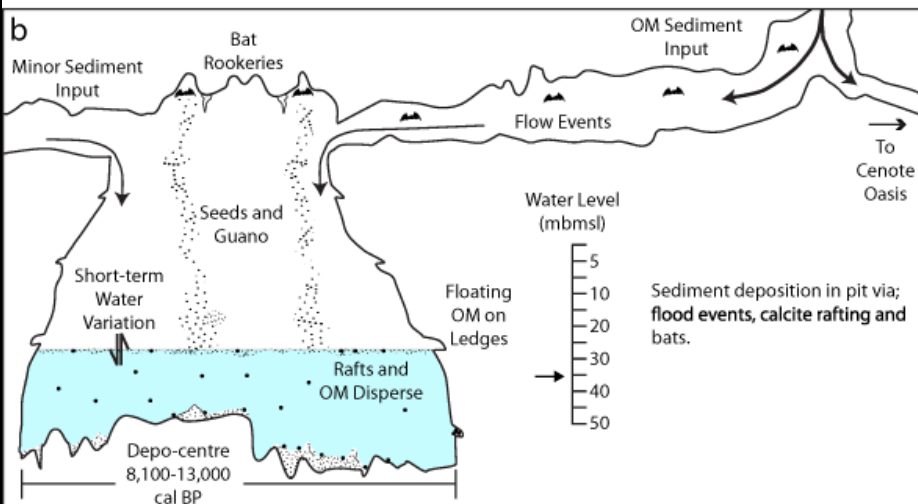 b
Minor Sediment
Input
Bat
Rookeries
OM Sediment
Input
Flow Events
To
Cenote
Oasis
Seeds and
Guano
Water Level
(mbmsl)
5
10
20
30
40
50
Short-term
Water
Variation
Floating
OM on
Ledges
Sediment deposition in pit via;
flood events, calcite rafting and
bats.
Rafts and
OM Disperse
Depo-centre
8,100-13,000
cal BP